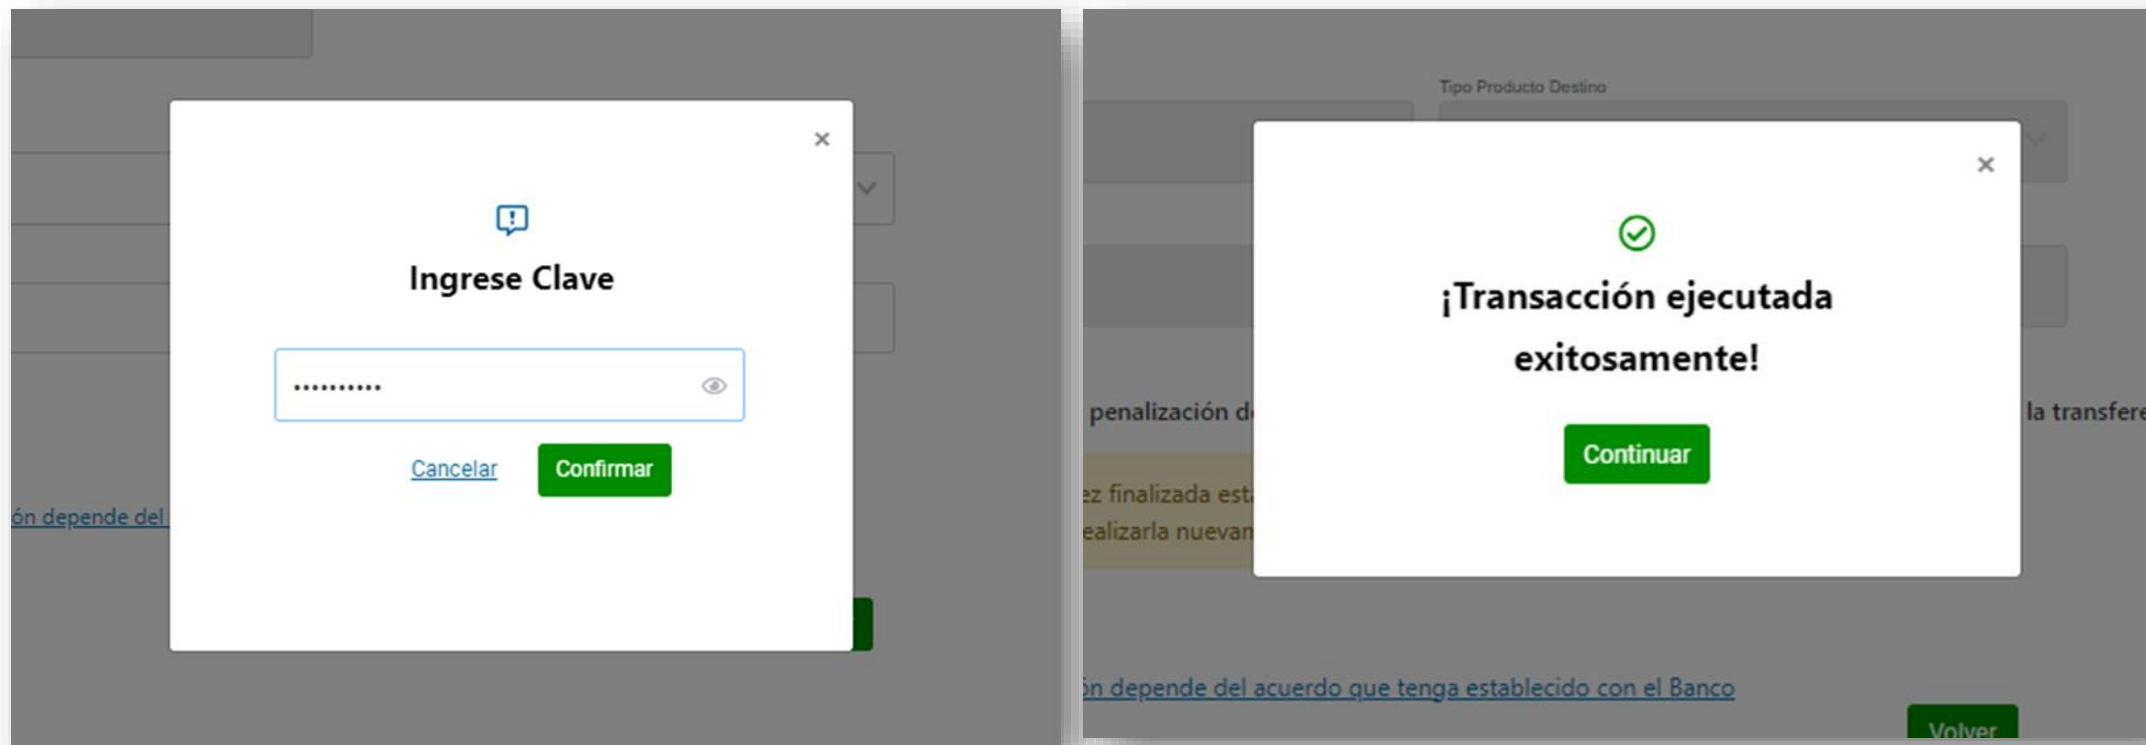 Ingrese Clave
••••••••••
Cancelar
Confirmar
ón depende del
Tipo Producto Destino
¡Transacción ejecutada
exitosamente!
penalización d
la transfere
Continuar
ez finalizada est
ealizarla nuevam
ón depende del acuerdo que tenga establecido con el Banco
Volver